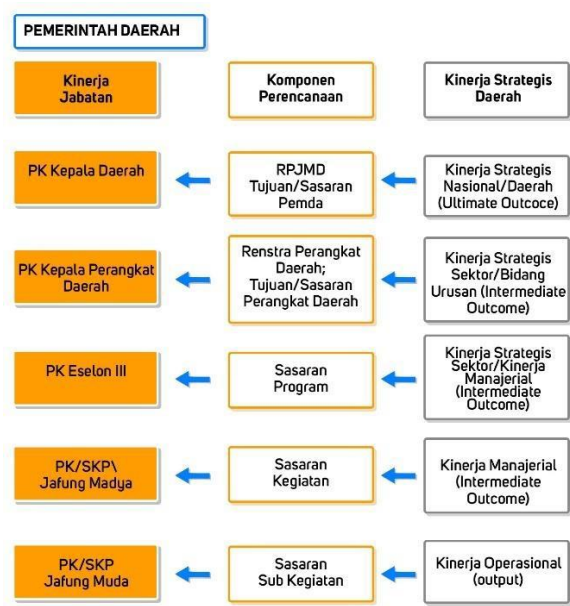 PEMERINTAH DAERAH
Kinerja
Jabatan
Komponen
Perencanaan
Kinerja Strategis
Daerah
PK Kepala Daerah
RPJMD
Tujuan/Sasaran
Pemda
Kinerja Strategis
Nasional/Daerah
(Ultimate Outcoce)
PK Kepala Perangkat
Daerah
Renstra Perangkat
Daerah;
Tujuan/Sasaran
Perangkat Daerah
Kinerja Strategis
Sektor/Bidang
Urusan (Intermediate
Outcome)
PK Eselon III
Sasaran
Program
Kinerja Strategis
Sektor/Kinerja
Manajerial
(Intermediate
Outcome)
PK/SKP\
Jafung Madya
Sasaran
Kegiatan
Kinerja Manajerial
(Intermediate
Outcome)
PK/SKP
Jafung Muda
Sasaran
Sub Kegiatan
Kinerja Operasional
(output)